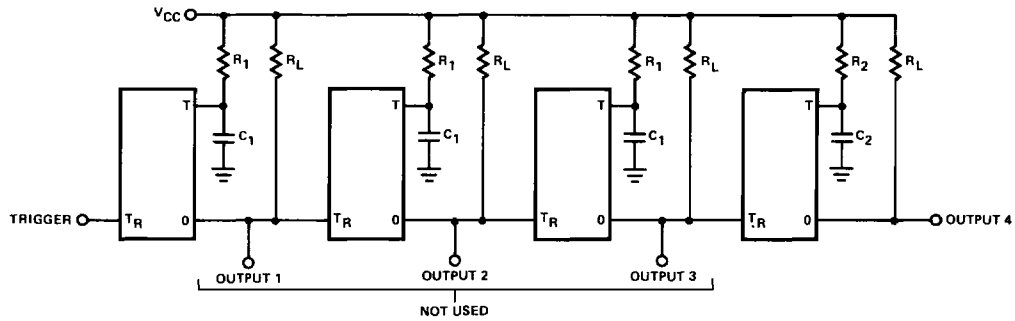 VCC
R1
RL
R1
RL
R1
RL
R2
RL
T
C1
T
C1
T
C1
T
C2
TRIGGER
TR
0
TR
0
TR
0
TR
0
OUTPUT 4
OUTPUT 1
OUTPUT 2
OUTPUT 3
NOT USED